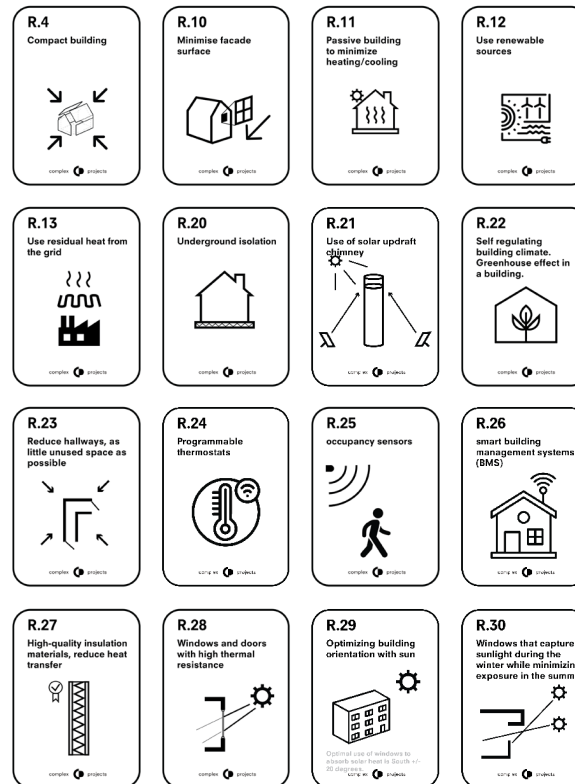 R.4
Compact building
complex projects
R.10
Minimise facade
surface
complex projects
R.11
Passive building
to minimize
heating/cooling
complex projects
R.12
Use renewable
sources
complex projects
R.13
Use residual heat from
the grid
complex projects
R.20
Underground isolation
complex projects
R.21
Use of solar updraft
chimney
complex projects
R.22
Self regulating
building climate.
Greenhouse effect in
a building.
complex projects
R.23
Reduce hallways, as
little unused space as
possible
complex projects
R.24
Programmable
thermostats
complex projects
R.25
occupancy sensors
complex projects
R.26
smart building
management systems
(BMS)
complex projects
R.27
High-quality insulation
materials, reduce heat
transfer
complex projects
R.28
Windows and doors
with high thermal
resistance
complex projects
R.29
Optimizing building
orientation with sun
Optimal use of windows to
absorb solar heat is South +/-
20 degrees.
complex projects
R.30
Windows that capture
sunlight during the
winter while minimizin
exposure in the summ
complex projects